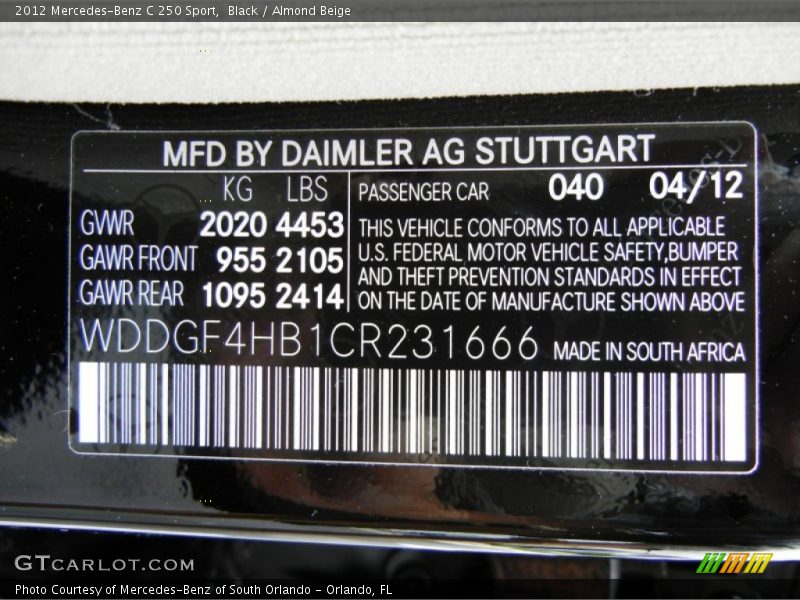 2012 Mercedes-Benz C 250 Sport,  Black / Almond Beige
MFD BY DAIMLER AG STUTTGART
KG LBS
GVWR 2020 4453
GAWR FRONT 955 2105
GAWR REAR 1095 2414
PASSENGER CAR 040 04/12
THIS VEHICLE CONFORMS TO ALL APPLICABLE
U.S. FEDERAL MOTOR VEHICLE SAFETY,BUMPER
AND THEFT PREVENTION STANDARDS IN EFFECT
ON THE DATE OF MANUFACTURE SHOWN ABOVE
WDDGF4HB1CR231666 MADE IN SOUTH AFRICA
GTCARLOT.COM
Photo Courtesy of Mercedes-Benz of South Orlando - Orlando, FL